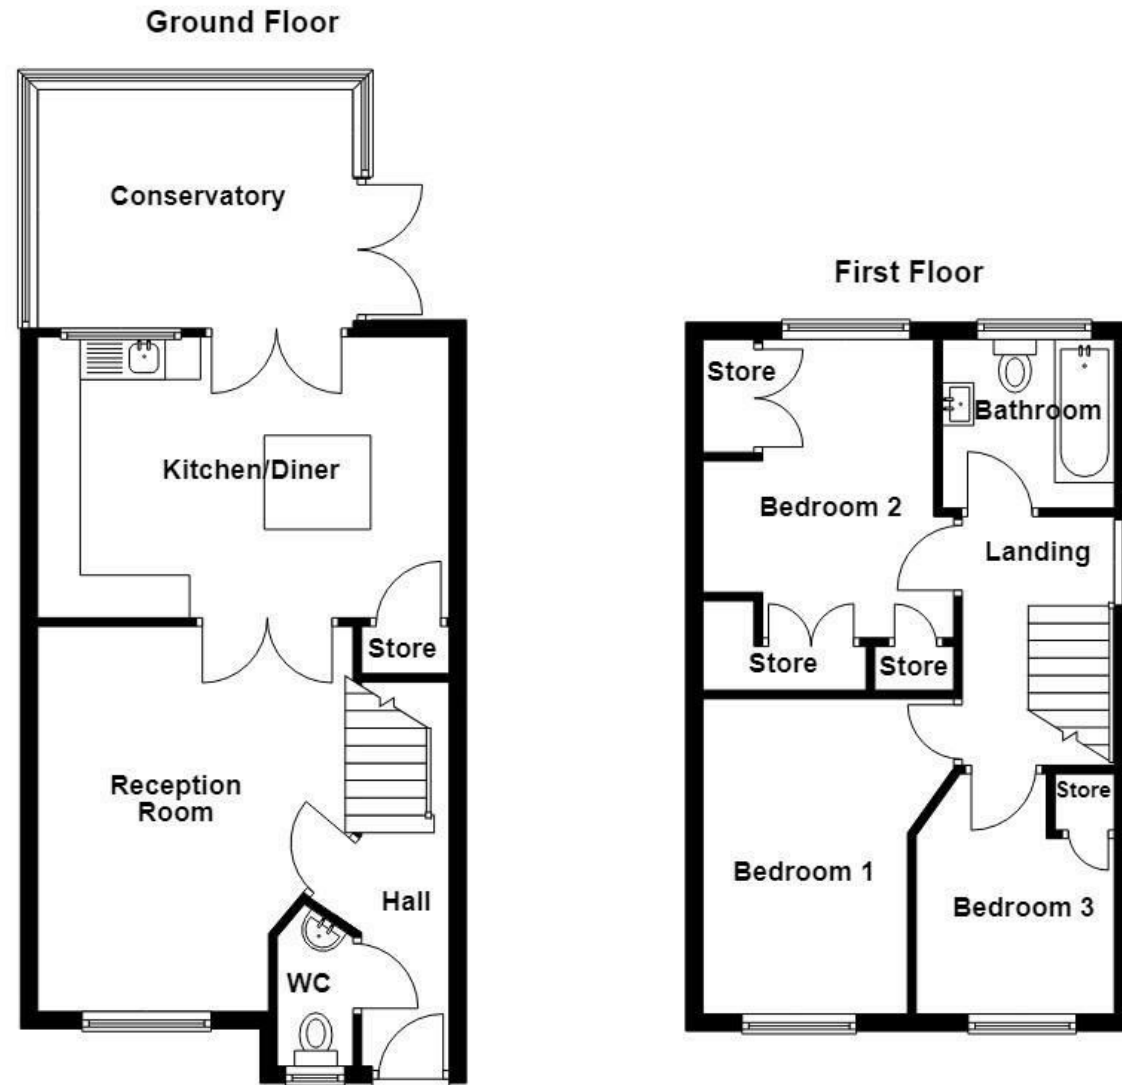 Ground Floor
Conservatory
Kitchen/Diner
Store
Reception
Room
Hall
WC
First Floor
Store
Bathroom
Bedroom 2
Landing
Store
Store
Store
Bedroom 1
Bedroom 3